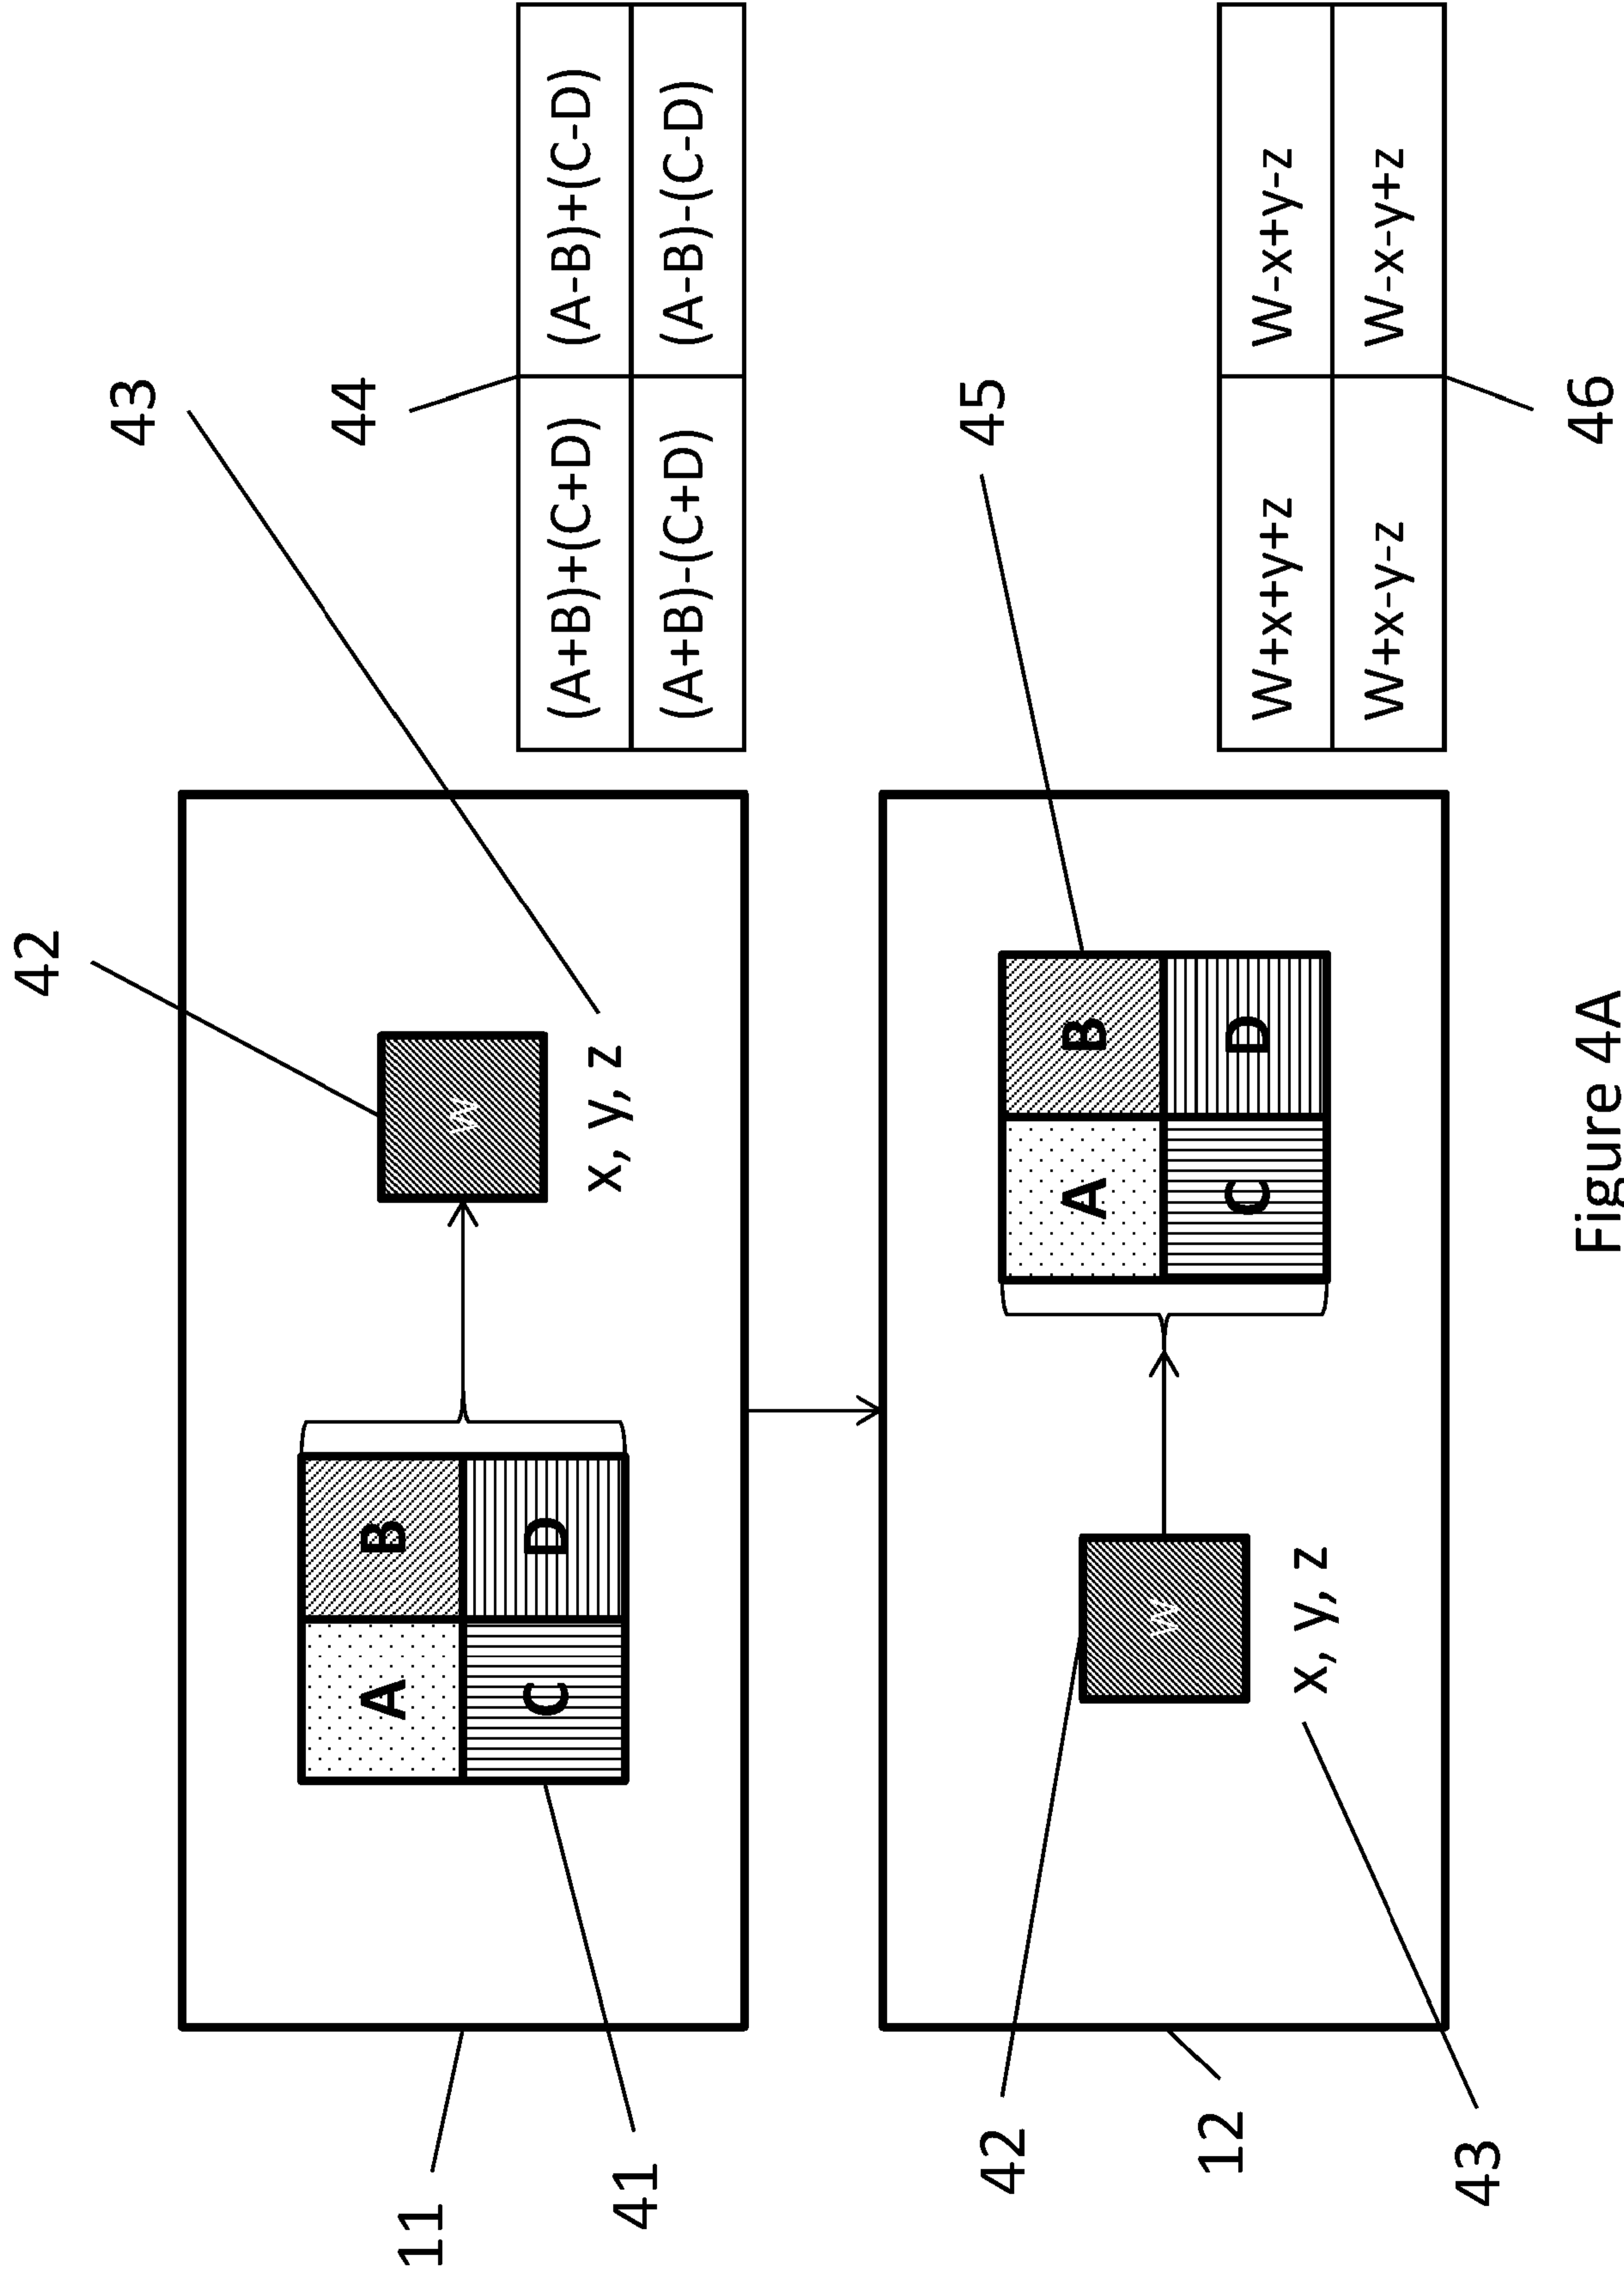 42
43
44
11
A B
W
C D
x, y, z
41
(A+B)+(C+D) (A-B)+(C-D)
(A+B)-(C+D) (A-B)-(C-D)
45
42
A B
W
C D
12
x, y, z
43
W+x+y+z W-x+y-z
W+x-y-z W-x-y+z
46
Figure 4A